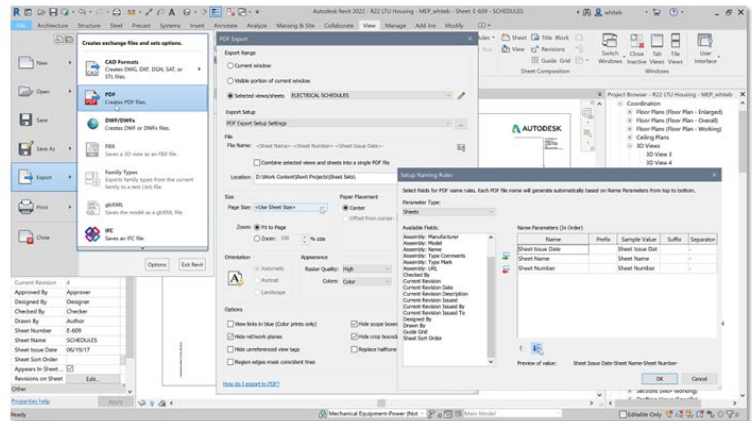 Autodesk Revit 2022 - R22 LTU Housing - MEP_whiteb - Sheet: E-609 - SCHEDULES
whiteb
File Architecture Structure Steel Precast Systems Insert Annotate Analyze Massing & Site Collaborate View Manage Add-Ins Modify
Creates exchange files and sets options.
New
Open
Save
Save As
Export
Print
Close
CAD Formats
Creates DWG, DXF, DGN, SAT, or
STL files.
PDF
Creates PDF files.
DWF/DWFx
Creates DWF or DWFx files.
FBX
Saves a 3D view as an FBX file.
Family Types
Exports family types from the current
family to a text (.txt) file.
gbXML
Saves the model as a gbXML file.
IFC
Saves an IFC file.
Options
Exit Revit
Sheet
Title Block
View
Revisions
Guide Grid
Sheet Composition
Switch Windows
Close Inactive
Tab Views
Tile Views
User Interface
Windows
PDF Export
Export Range
Current window
Visible portion of current window
Selected views/sheets ELECTRICAL SCHEDULES
Export Setup
PDF Export Setup Settings
File
File Name: <Sheet Name> -<Sheet Number> -<Sheet Issue Date>-
Combine selected views and sheets into a single PDF file
Location: D:\Work Content\Revit Projects\Sheet Sets\
Size
Page Size: <Use Sheet Size>
Zoom: Fit to Page
Zoom: 100 % size
Paper Placement
Center
Offset from corner:
Orientation
Automatic
Portrait
Landscape
Appearance
Raster Quality: High
Colors: Color
Options
View links in blue (Color prints only)
Hide ref/work planes
Hide unreferenced view tags
Region edges mask coincident lines
Hide scope boxes
Hide crop bound
Replace halftone
How do I export to PDF?
AUTODESK
Project Browser - R22 LTU Housing - MEP_whiteb
Coordination
Floor Plans (Floor Plan - Enlarged)
Floor Plans (Floor Plan - Overall)
Floor Plans (Floor Plan - Working)
Ceiling Plans
3D Views
3D View 3
3D View 4
Setup Naming Rules
Select fields for PDF name rules. Each PDF file name will generate automatically based on Name Parameters from top to bottom.
Parameter Type:
Sheets
Available Fields:
Assembly: Manufacturer
Assembly: Model
Assembly: Name
Assembly: Type Comments
Assembly: Type Mark
Assembly: URL
Checked By
Current Revision
Current Revision Date
Current Revision Description
Current Revision Issued
Current Revision Issued By
Current Revision Issued To
Designed By
Drawn By
Guide Grid
Sheet Sort Order
Name Parameters (In Order)
Name Prefix Sample Value Suffix Separator
Sheet Issue Date Sheet Issue Dat -
Sheet Name Sheet Name -
Sheet Number Sheet Number -
Preview of value: Sheet Issue Date-Sheet Name-Sheet Number-
OK
Cancel
Current Revision 4
Approved By Approver
Designed By Designer
Checked By Checker
Drawn By Author
Sheet Number E-609
Sheet Name SCHEDULES
Sheet Issue Date 06/19/17
Sheet Sort Order
Appears In Sheet ...
Revisions on Sheet Edit...
Other
Properties help
Apply
Ready
Mechanical Equipment-Power (Not
Main Model
Editable Only